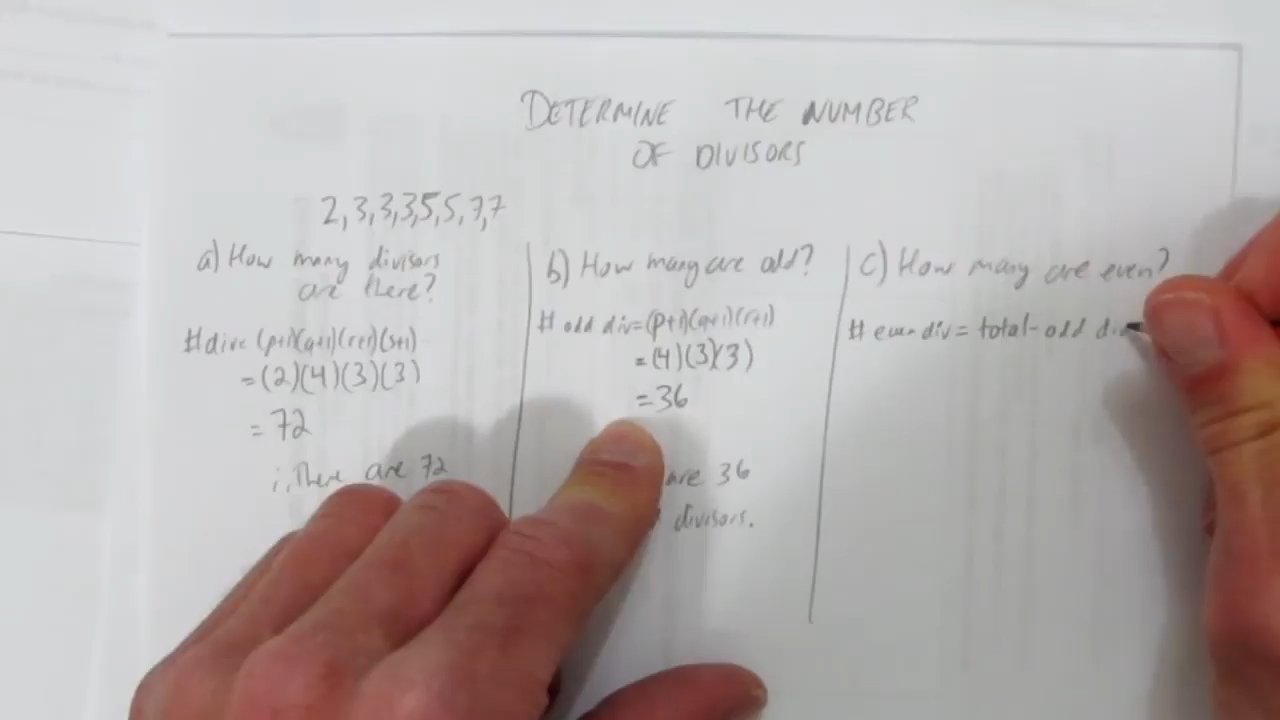 DETERMINE THE NUMBER
OF DIVISORS
2,3,3,3,5,5,7,7
a) How many divisors
are there?
# div = (p+1)(q+1)(r+1)(s+1)
= (2)(4)(3)(3)
= 72
∴ There are 72
b) How many are odd?
# odd div = (p+1)(q+1)(r+1)
= (4)(3)(3)
= 36
are 36
divisors.
c) How many are even?
# even div = total - odd